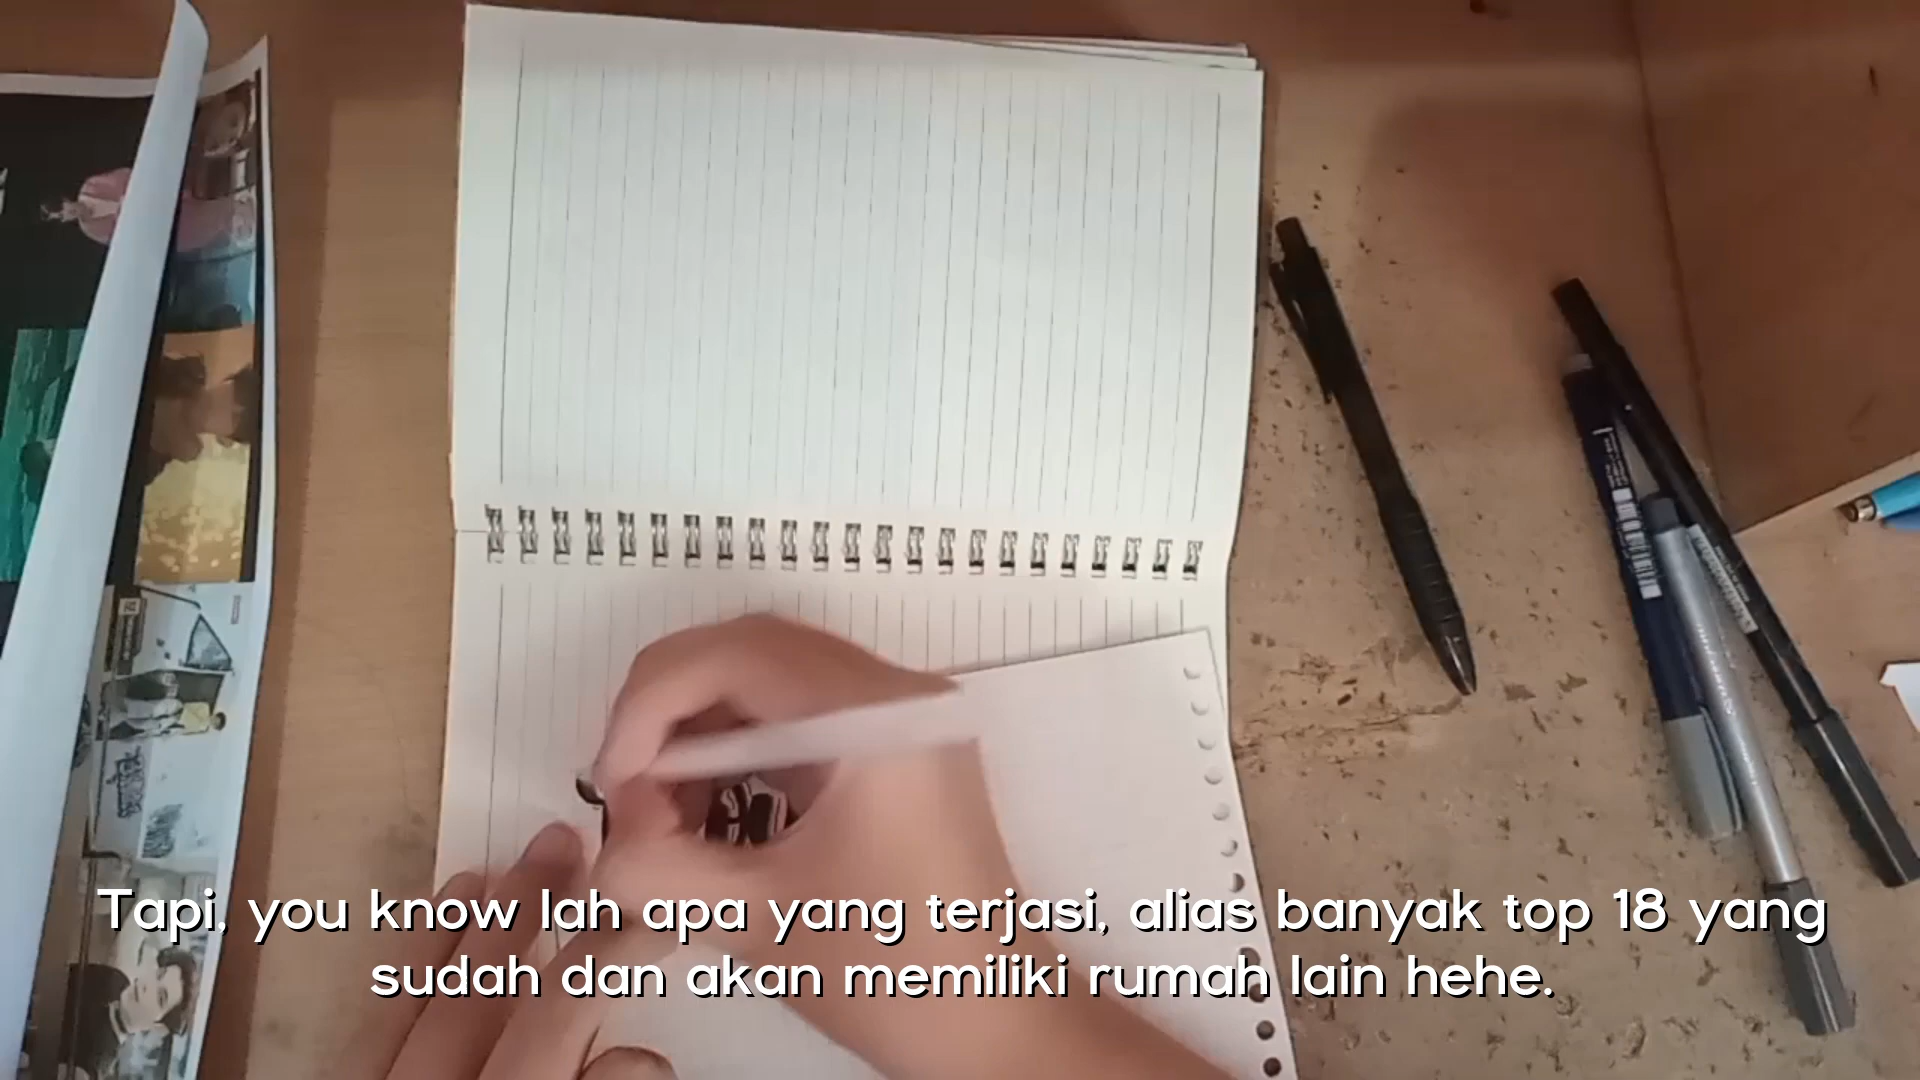 Tapi, you know lah apa yang terjasi, alias banyak top 18 yang
sudah dan akan memiliki rumah lain hehe.